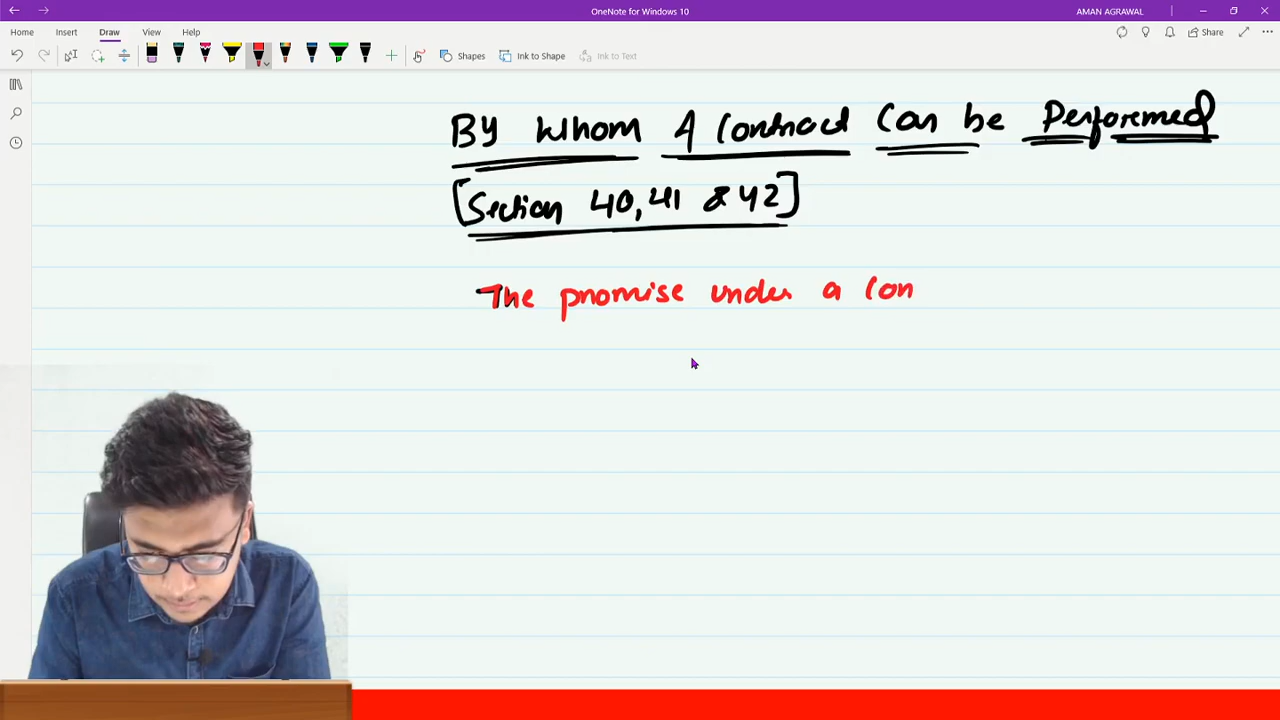 OneNote for Windows 10
AMAN AGRAWAL
Home Insert Draw View Help
Share
Shapes Ink to Shape Ink to Text
By Whom A Contract Can be Performed
[Section 40, 41 & 42]
The promise under a Con